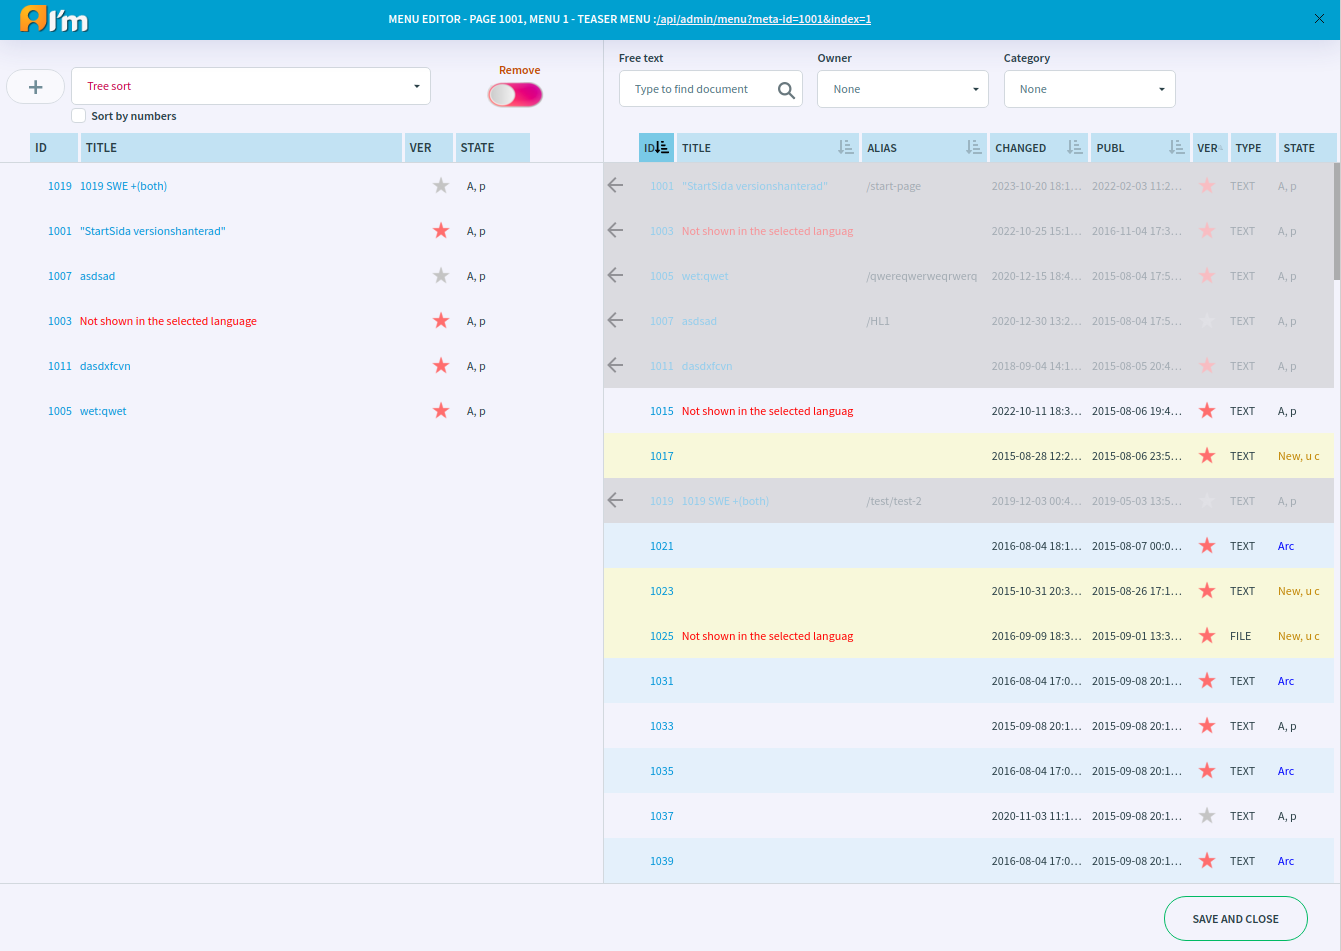 AI'm
MENU EDITOR - PAGE 1001, MENU 1 - TEASER MENU :/api/admin/menu?meta-id=1001&index=1
Tree sort
Remove
Sort by numbers
ID TITLE VER STATE
1019 1019 SWE +(both) A, p
1001 "StartSida versionshanterad" A, p
1007 asdsad A, p
1003 Not shown in the selected language A, p
1011 dasdxfcvn A, p
1005 wet:qwet A, p
Free text Owner Category
Type to find document None None
ID TITLE ALIAS CHANGED PUBL VER TYPE STATE
1001 "StartSida versionshanterad" /start-page 2023-10-20 18:1... 2022-02-03 11:2... TEXT A, p
1003 Not shown in the selected languag 2022-10-25 15:1... 2016-11-04 17:3... TEXT A, p
1005 wet:qwet /qwereqwerweqrwerq 2020-12-15 18:4... 2015-08-04 17:5... TEXT A, p
1007 asdsad /HL1 2020-12-30 13:2... 2015-08-04 17:5... TEXT A, p
1011 dasdxfcvn 2018-09-04 14:1... 2015-08-05 20:4... TEXT A, p
1015 Not shown in the selected languag 2022-10-11 18:3... 2015-08-06 19:4... TEXT A, p
1017 2015-08-28 12:2... 2015-08-06 23:5... TEXT New, u c
1019 1019 SWE +(both) /test/test-2 2019-12-03 00:4... 2019-05-03 13:5... TEXT A, p
1021 2016-08-04 18:1... 2015-08-07 00:0... TEXT Arc
1023 2015-10-31 20:3... 2015-08-26 17:1... TEXT New, u c
1025 Not shown in the selected languag 2016-09-09 18:3... 2015-09-01 13:3... FILE New, u c
1031 2016-08-04 17:0... 2015-09-08 20:1... TEXT Arc
1033 2015-09-08 20:1... 2015-09-08 20:1... TEXT A, p
1035 2016-08-04 17:0... 2015-09-08 20:1... TEXT Arc
1037 2020-11-03 11:1... 2015-09-08 20:1... TEXT A, p
1039 2016-08-04 17:0... 2015-09-08 20:1... TEXT Arc
SAVE AND CLOSE